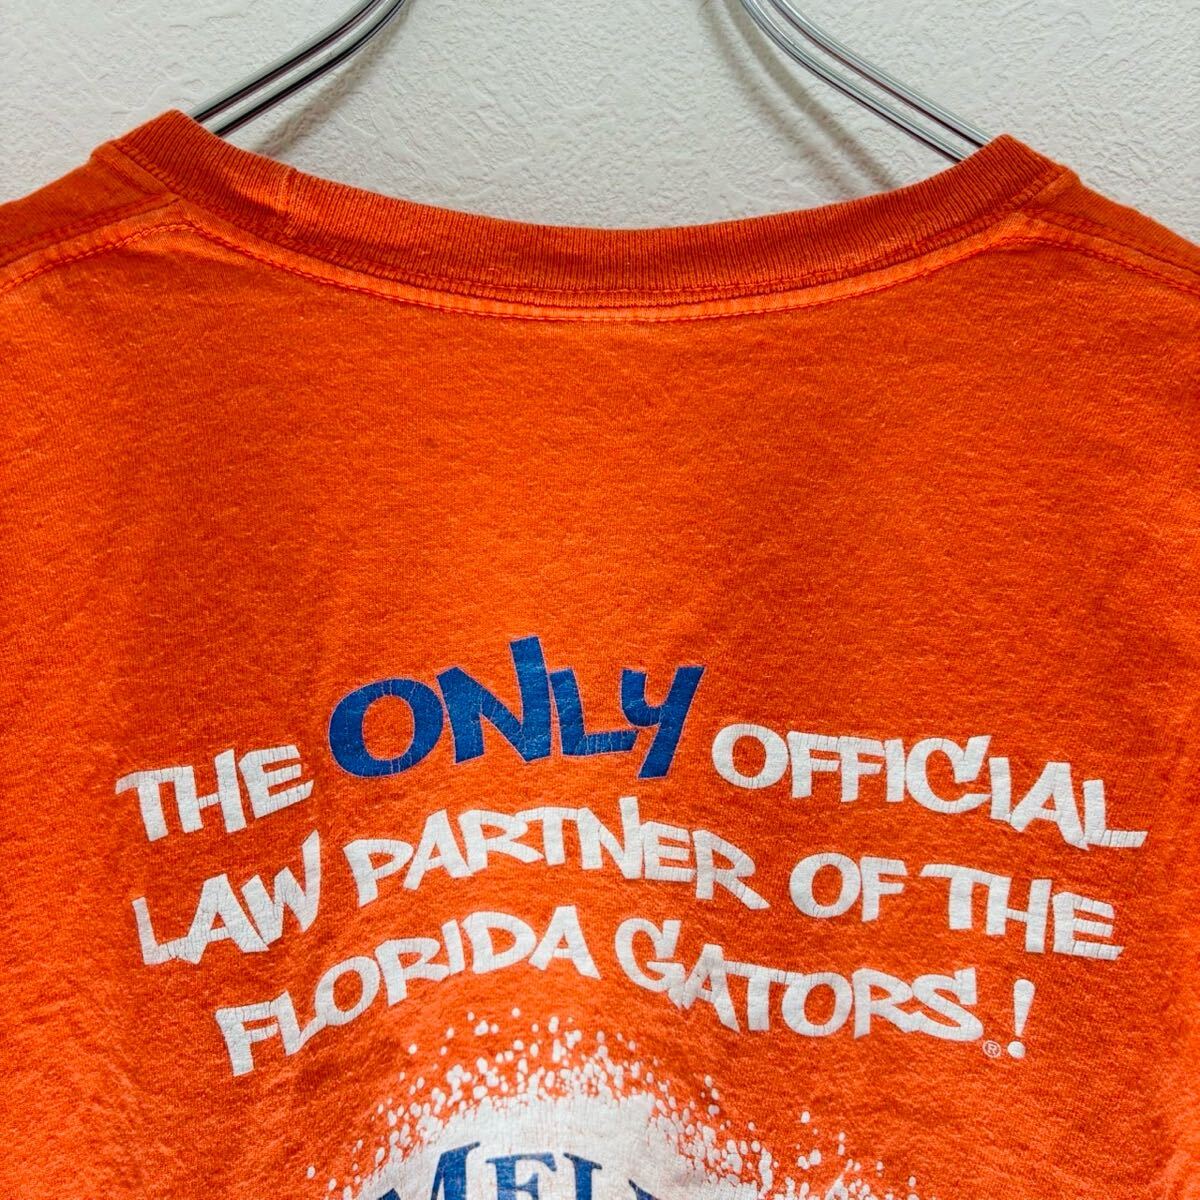 THE ONLY OFFICIAL
LAW PARTNER OF THE
FLORIDA GATORS®!